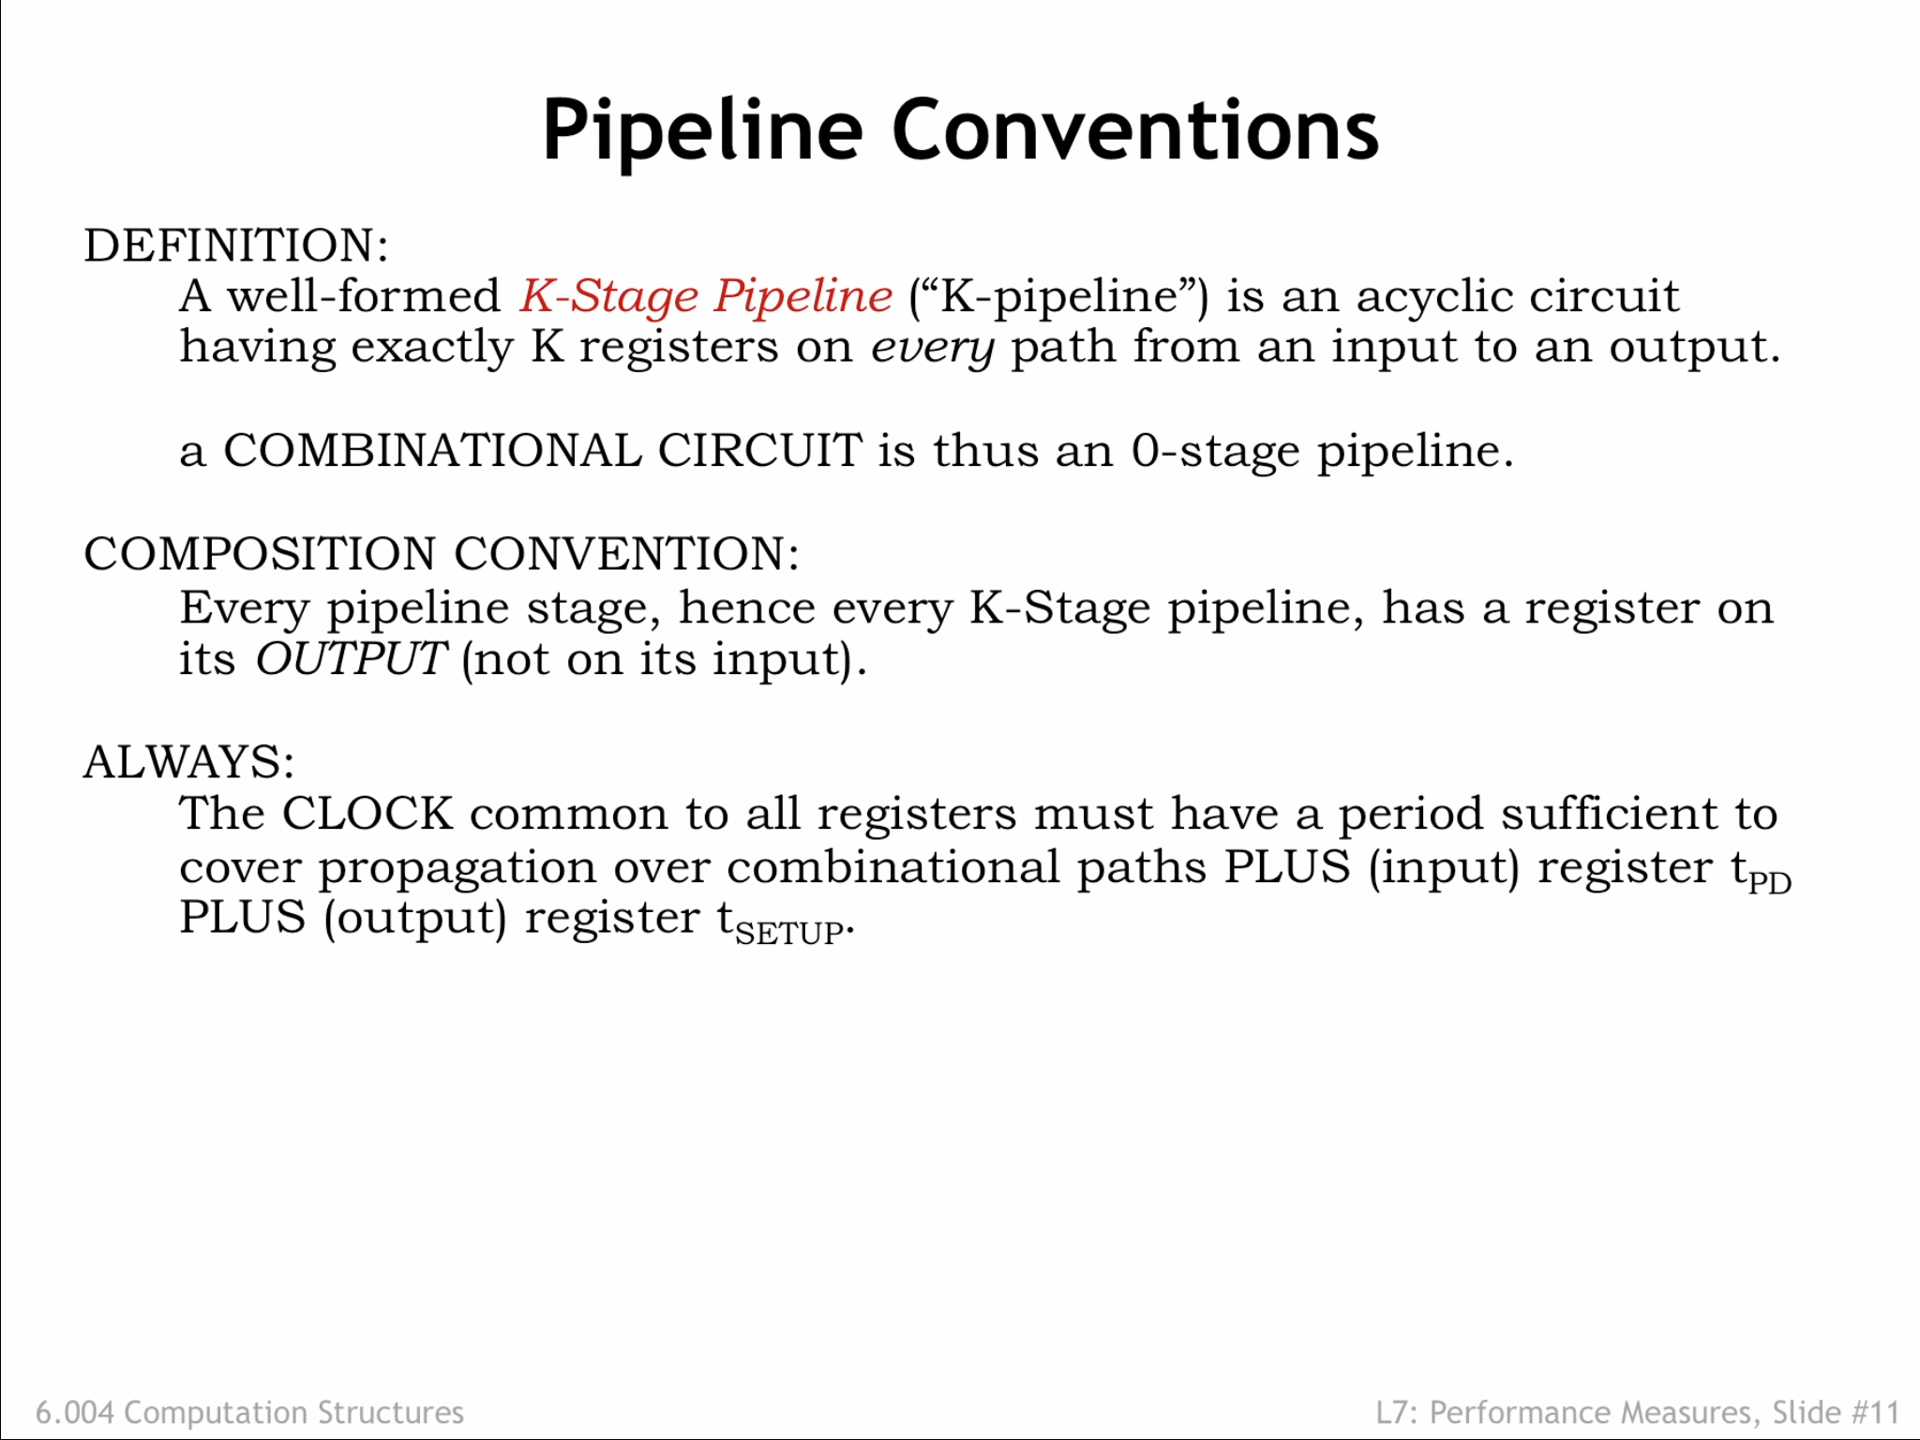 Pipeline Conventions
DEFINITION:
A well-formed K-Stage Pipeline (“K-pipeline”) is an acyclic circuit
having exactly K registers on every path from an input to an output.
a COMBINATIONAL CIRCUIT is thus an 0-stage pipeline.
COMPOSITION CONVENTION:
Every pipeline stage, hence every K-Stage pipeline, has a register on
its OUTPUT (not on its input).
ALWAYS:
The CLOCK common to all registers must have a period sufficient to
cover propagation over combinational paths PLUS (input) register tPD
PLUS (output) register tSETUP.
6.004 Computation Structures
L7: Performance Measures, Slide #11